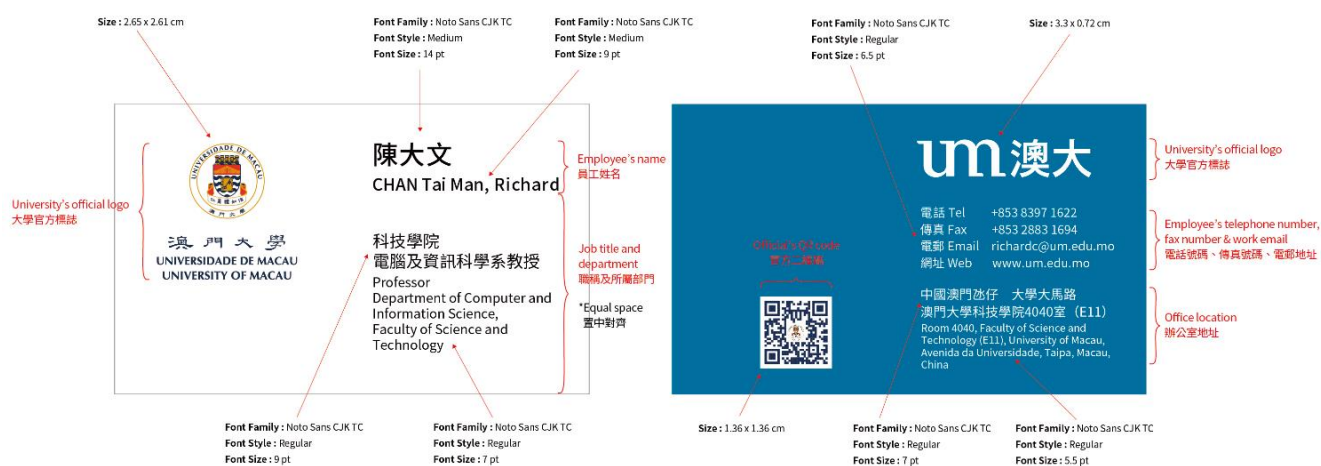 Size : 2.65 x 2.61 cm
Font Family : Noto Sans CJK TC
Font Style : Medium
Font Size : 14 pt
Font Family : Noto Sans CJK TC
Font Style : Medium
Font Size : 9 pt
Font Family : Noto Sans CJK TC
Font Style : Regular
Font Size : 6.5 pt
Size : 3.3 x 0.72 cm
University's official logo
大學官方標誌
UNIVERSIDADE DE MACAU
澳門大學
澳門大學
UNIVERSIDADE DE MACAU
UNIVERSITY OF MACAU
陳大文
CHAN Tai Man, Richard
科技學院
電腦及資訊科學系教授
Professor
Department of Computer and
Information Science,
Faculty of Science and
Technology
Employee's name
員工姓名
Job title and
department
職稱及所屬部門
*Equal space
置中對齊
um澳大
電話 Tel +853 8397 1622
傳真 Fax +853 2883 1694
電郵 Email richardc@um.edu.mo
網址 Web www.um.edu.mo
Official's QR code
官方二維碼
中國澳門氹仔 大學大馬路
澳門大學科技學院4040室（E11）
Room 4040, Faculty of Science and
Technology (E11), University of Macau,
Avenida da Universidade, Taipa, Macau,
China
University's official logo
大學官方標誌
Employee's telephone number,
fax number & work email
電話號碼、傳真號碼、電郵地址
Office location
辦公室地址
Font Family : Noto Sans CJK TC
Font Style : Regular
Font Size : 9 pt
Font Family : Noto Sans CJK TC
Font Style : Regular
Font Size : 7 pt
Size : 1.36 x 1.36 cm
Font Family : Noto Sans CJK TC
Font Style : Regular
Font Size : 7 pt
Font Family : Noto Sans CJK TC
Font Style : Regular
Font Size : 5.5 pt